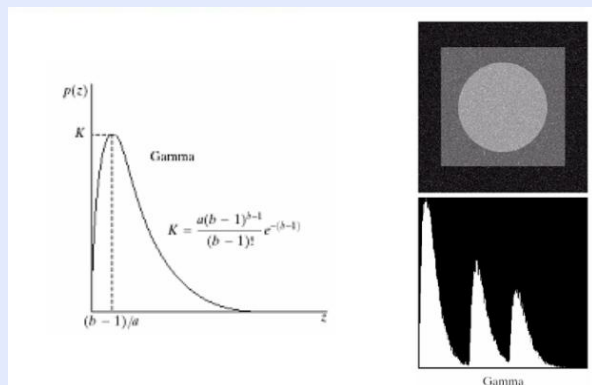 p(z)
K
Gamma
K = a(b − 1)^{b−1} / (b − 1)! e^{−(b−1)}
(b − 1)/a
z
Gamma